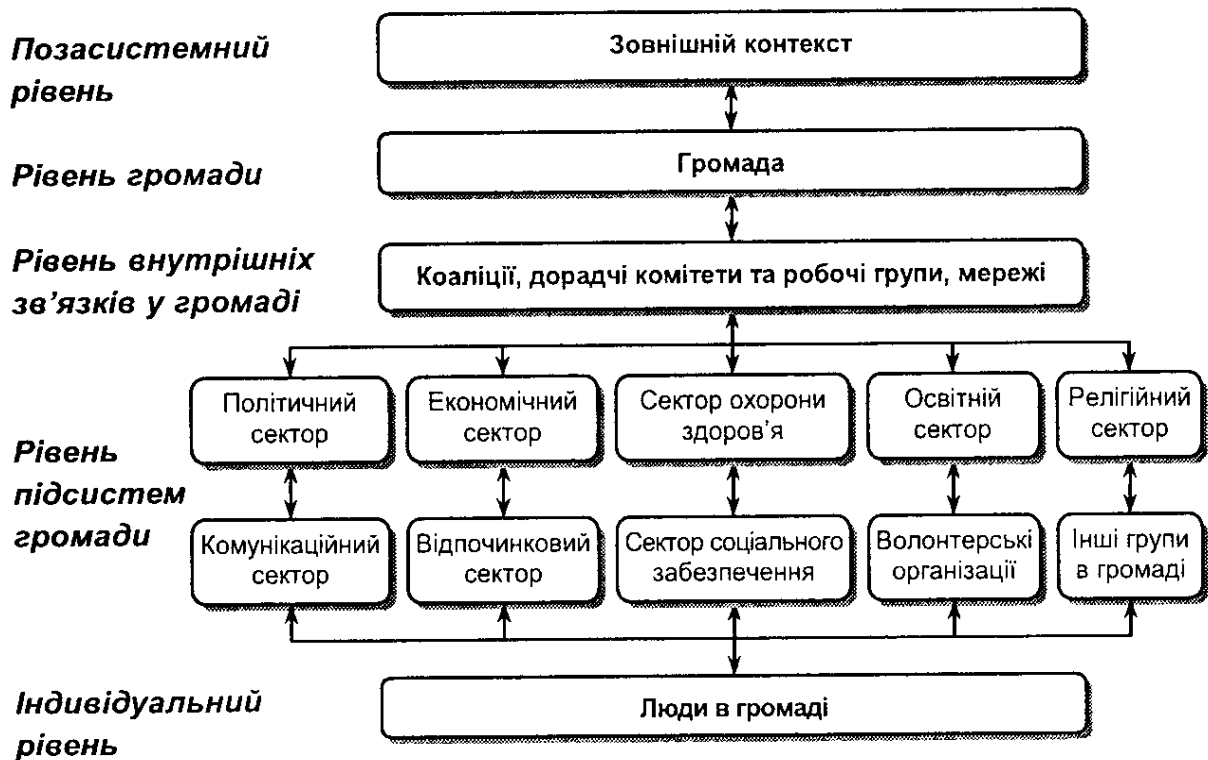 Позасистемний
рівень
Зовнішній контекст
Рівень громади
Громада
Рівень внутрішніх
зв’язків у громаді
Коаліції, дорадчі комітети та робочі групи, мережі
Рівень
підсистем
громади
Політичний
сектор
Економічний
сектор
Сектор охорони
здоров’я
Освітній
сектор
Релігійний
сектор
Комунікаційний
сектор
Відпочинковий
сектор
Сектор соціального
забезпечення
Волонтерські
організації
Інші групи
в громаді
Індивідуальний
рівень
Люди в громаді